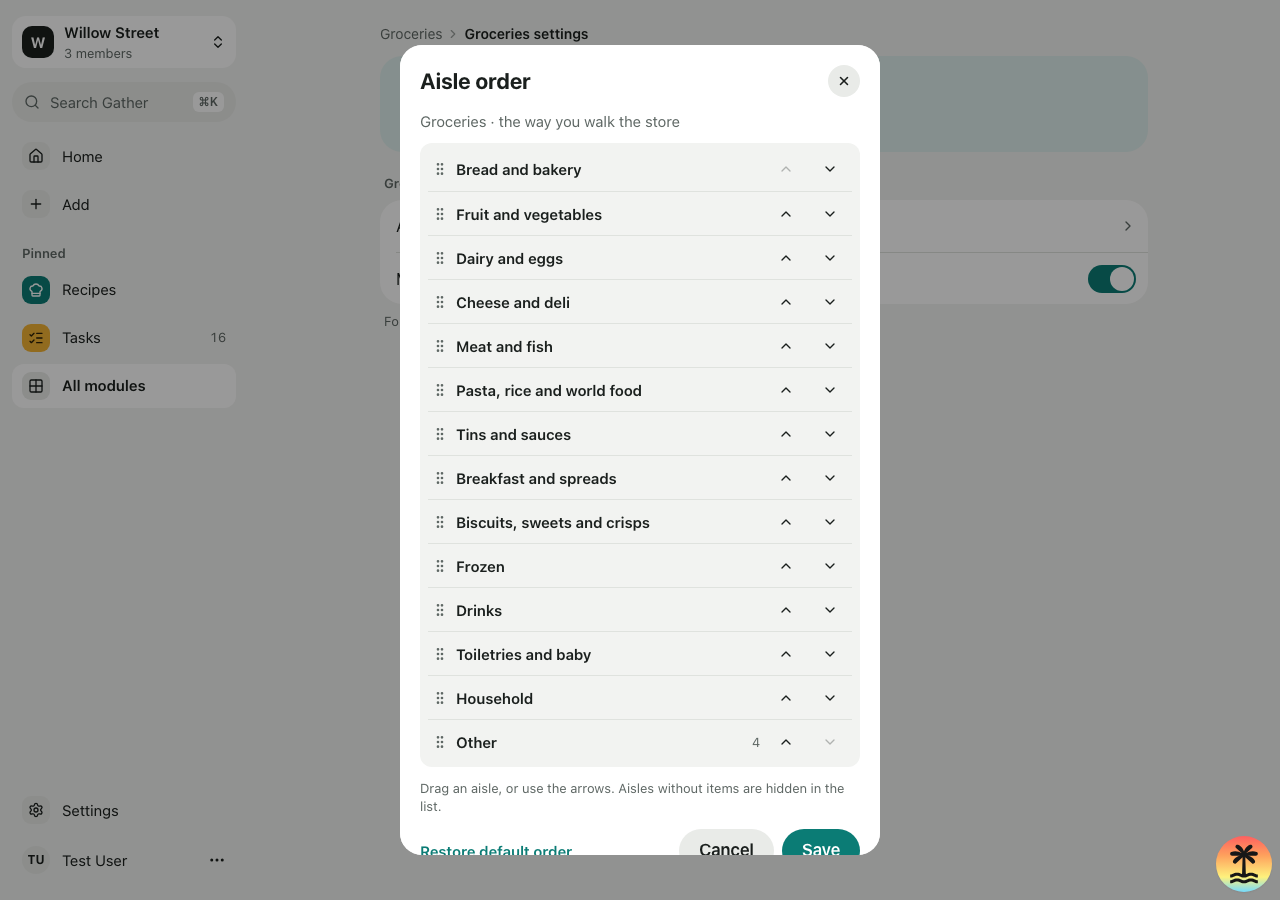 Willow Street
W
3 members
Search Gather
⌘K
Home
Add
Pinned
Recipes
Tasks
16
All modules
Settings
TU
Test User
Groceries
Groceries settings
Aisle order
Groceries · the way you walk the store
Bread and bakery
Fruit and vegetables
Dairy and eggs
Cheese and deli
Meat and fish
Pasta, rice and world food
Tins and sauces
Breakfast and spreads
Biscuits, sweets and crisps
Frozen
Drinks
Toiletries and baby
Household
Other
4
Drag an aisle, or use the arrows. Aisles without items are hidden in the
list.
Restore default order
Cancel
Save